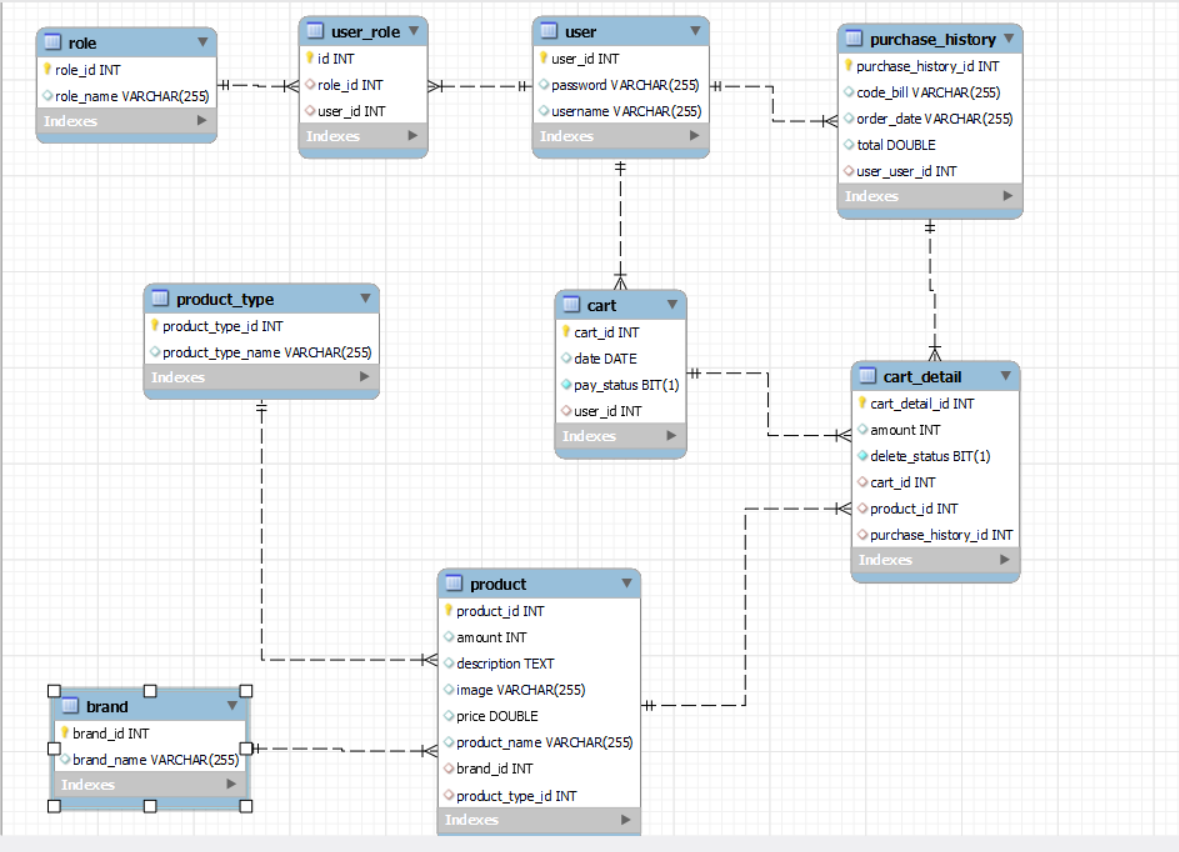 role
role_id INT
role_name VARCHAR(255)
Indexes
user_role
id INT
role_id INT
user_id INT
Indexes
user
user_id INT
password VARCHAR(255)
username VARCHAR(255)
Indexes
purchase_history
purchase_history_id INT
code_bill VARCHAR(255)
order_date VARCHAR(255)
total DOUBLE
user_user_id INT
Indexes
product_type
product_type_id INT
product_type_name VARCHAR(255)
Indexes
cart
cart_id INT
date DATE
pay_status BIT(1)
user_id INT
Indexes
cart_detail
cart_detail_id INT
amount INT
delete_status BIT(1)
cart_id INT
product_id INT
purchase_history_id INT
Indexes
product
product_id INT
amount INT
description TEXT
image VARCHAR(255)
price DOUBLE
product_name VARCHAR(255)
brand_id INT
product_type_id INT
Indexes
brand
brand_id INT
brand_name VARCHAR(255)
Indexes